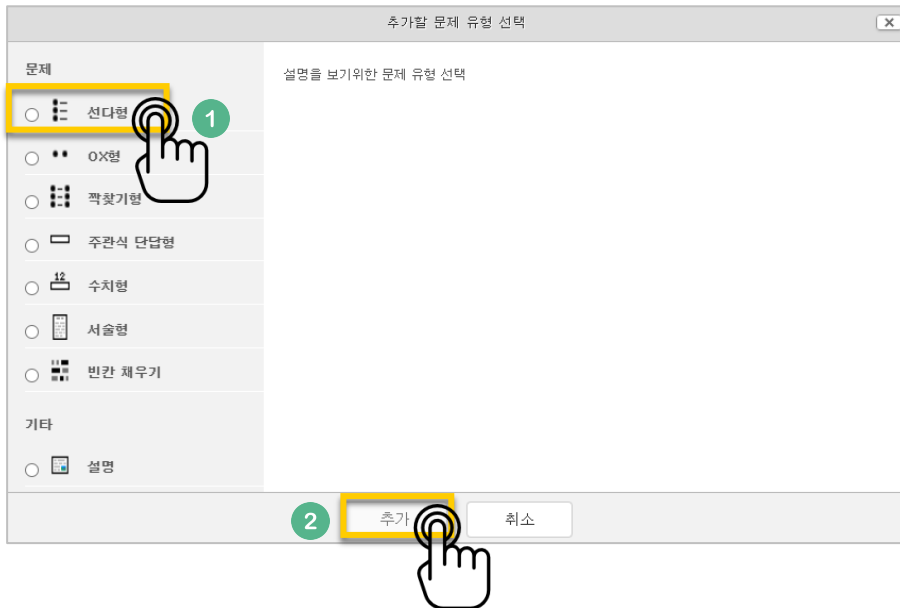 추가할 문제 유형 선택
문제
설명을 보기위한 문제 유형 선택
선다형
1
OX형
짝찾기형
주관식 단답형
12
수치형
서술형
빈칸 채우기
기타
설명
2
추가
취소